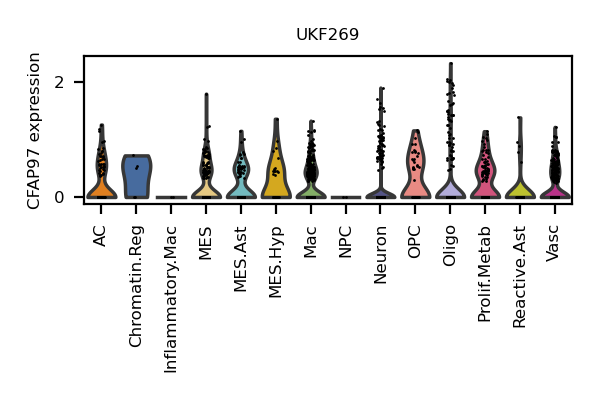 UKF269
CFAP97 expression
2
0
AC
Chromatin.Reg
Inflammatory.Mac
MES
MES.Ast
MES.Hyp
Mac
NPC
Neuron
OPC
Oligo
Prolif.Metab
Reactive.Ast
Vasc